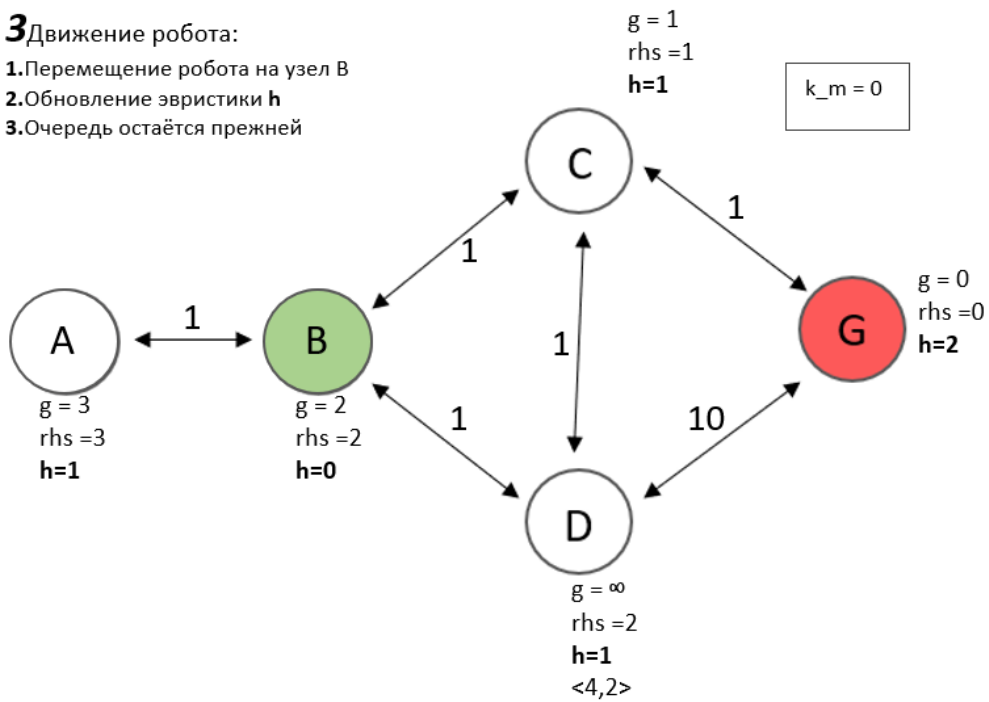 3Движение робота:
1.Перемещение робота на узел B
2.Обновление эвристики h
3.Очередь остаётся прежней
g = 1
rhs =1
h=1
k_m = 0
C
1
1
A
1
B
1
G
g = 0
rhs =0
h=2
g = 3
rhs =3
h=1
g = 2
rhs =2
h=0
1
10
D
g = ∞
rhs =2
h=1
<4,2>